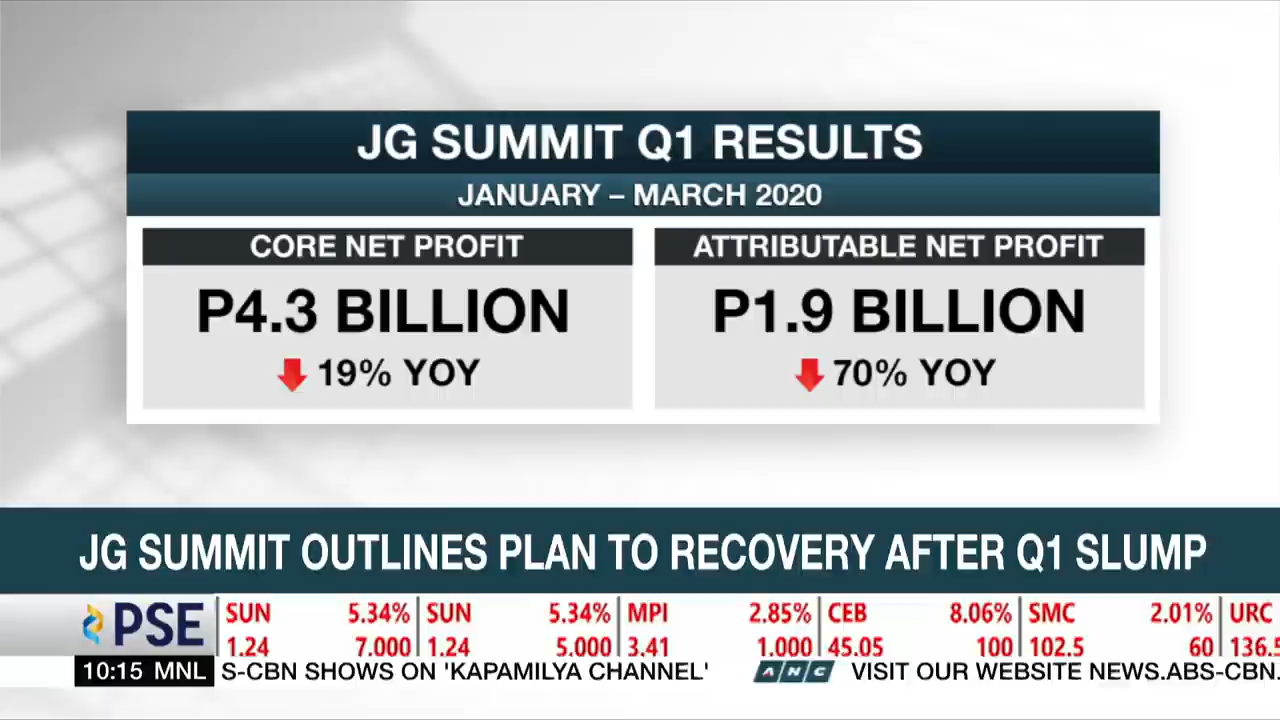 JG SUMMIT Q1 RESULTS
JANUARY – MARCH 2020
CORE NET PROFIT
P4.3 BILLION
19% YOY
ATTRIBUTABLE NET PROFIT
P1.9 BILLION
70% YOY
JG SUMMIT OUTLINES PLAN TO RECOVERY AFTER Q1 SLUMP
PSE
SUN 5.34% SUN 5.34% MPI 2.85% CEB 8.06% SMC 2.01% URC
1.24 7.000 1.24 5.000 3.41 1.000 45.05 100 102.5 60 136.5
10:15 MNL S-CBN SHOWS ON 'KAPAMILYA CHANNEL' ANC VISIT OUR WEBSITE NEWS.ABS-CBN.